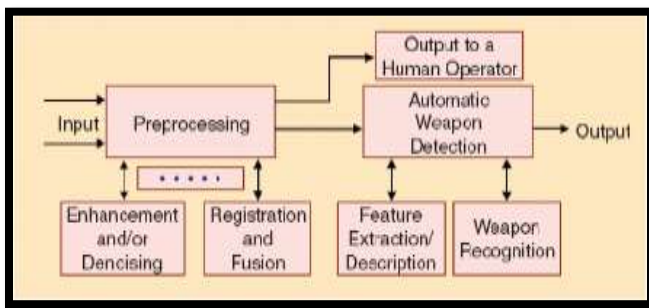 Output to a
Human Operator
Input
Preprocessing
Automatic
Weapon
Detection
Output
.....
Enhancement
and/or
Dencising
Registration
and
Fusion
Feature
Extraction/
Description
Weapon
Recognition